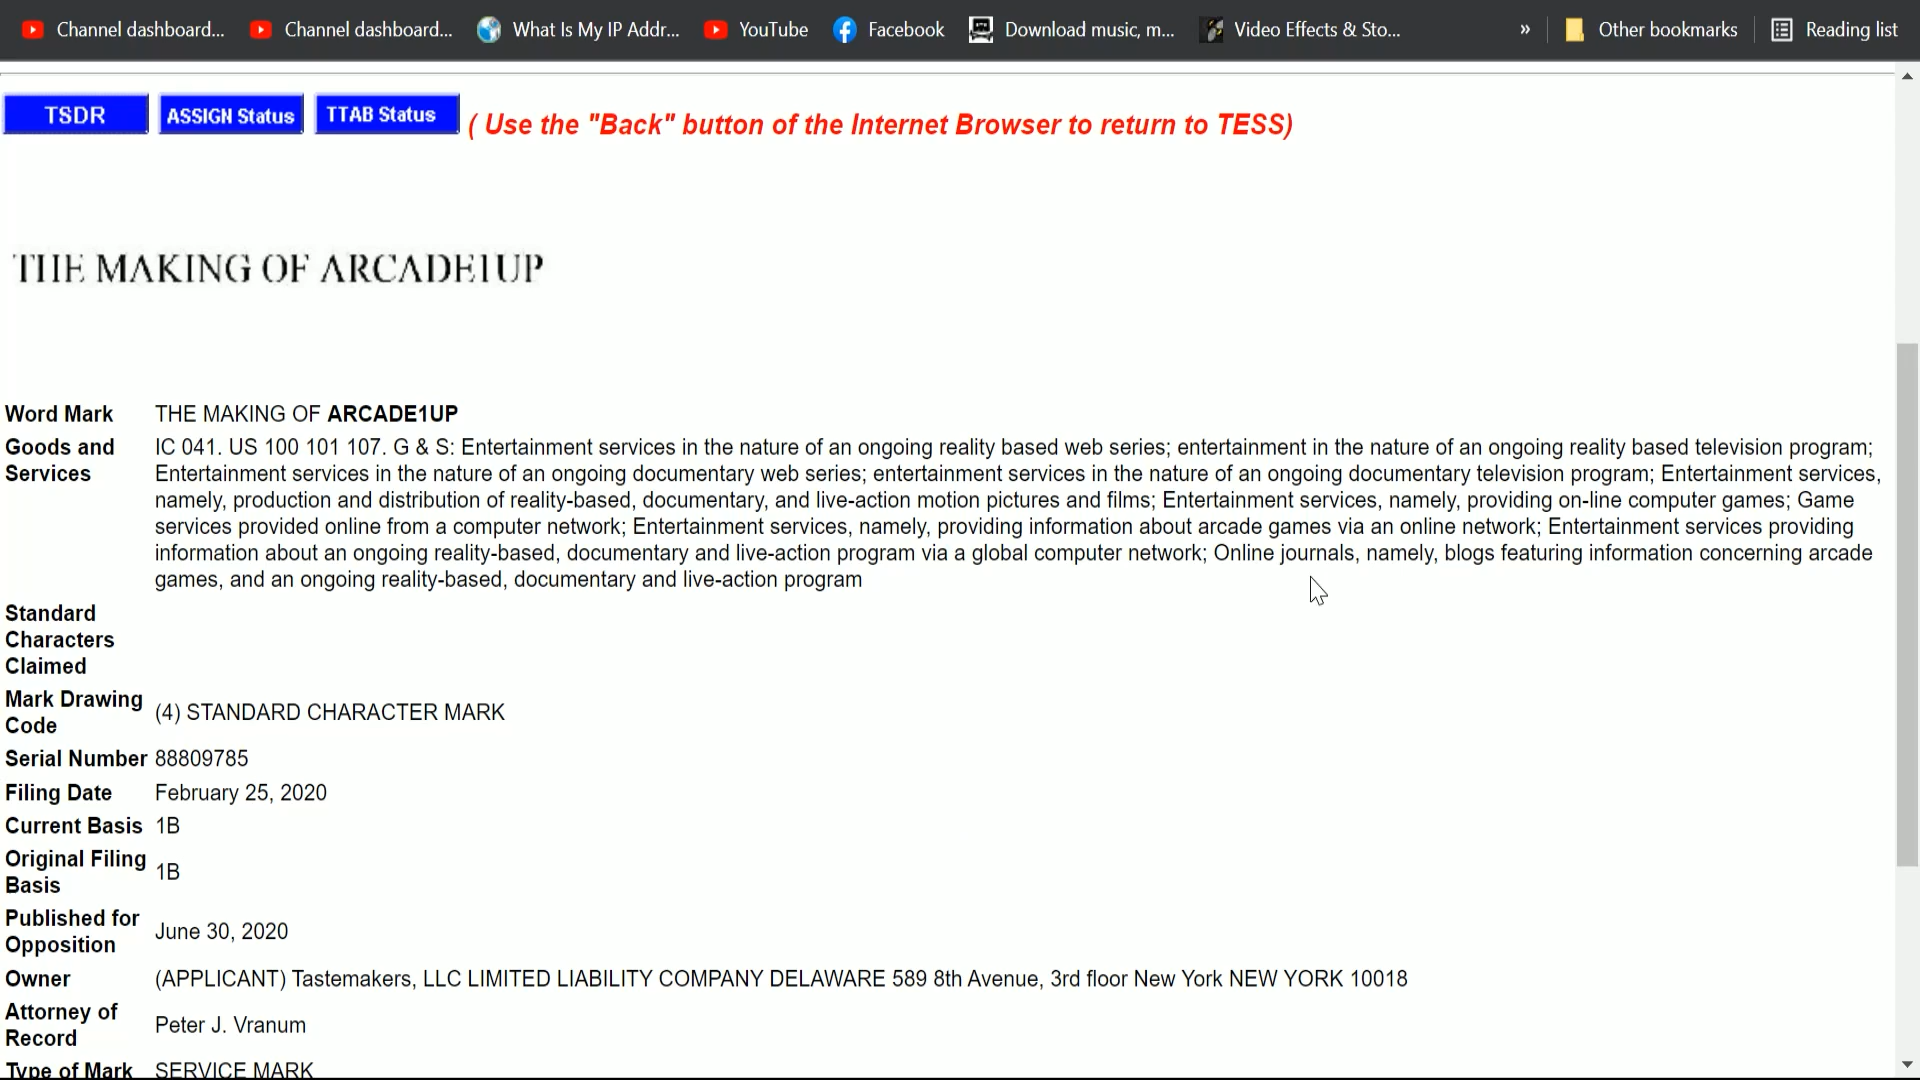 Channel dashboard... Channel dashboard... What Is My IP Addr... YouTube Facebook Download music, m... Video Effects & Sto... » Other bookmarks Reading list
TSDR ASSIGN Status TTAB Status ( Use the "Back" button of the Internet Browser to return to TESS)
THE MAKING OF ARCADE1UP
Word Mark THE MAKING OF ARCADE1UP
Goods and Services
IC 041. US 100 101 107. G & S: Entertainment services in the nature of an ongoing reality based web series; entertainment in the nature of an ongoing reality based television program;
Entertainment services in the nature of an ongoing documentary web series; entertainment services in the nature of an ongoing documentary television program; Entertainment services,
namely, production and distribution of reality-based, documentary, and live-action motion pictures and films; Entertainment services, namely, providing on-line computer games; Game
services provided online from a computer network; Entertainment services, namely, providing information about arcade games via an online network; Entertainment services providing
information about an ongoing reality-based, documentary and live-action program via a global computer network; Online journals, namely, blogs featuring information concerning arcade
games, and an ongoing reality-based, documentary and live-action program
Standard
Characters
Claimed
Mark Drawing
Code
(4) STANDARD CHARACTER MARK
Serial Number 88809785
Filing Date February 25, 2020
Current Basis 1B
Original Filing
Basis
1B
Published for
Opposition
June 30, 2020
Owner (APPLICANT) Tastemakers, LLC LIMITED LIABILITY COMPANY DELAWARE 589 8th Avenue, 3rd floor New York NEW YORK 10018
Attorney of
Record
Peter J. Vranum
Type of Mark SERVICE MARK